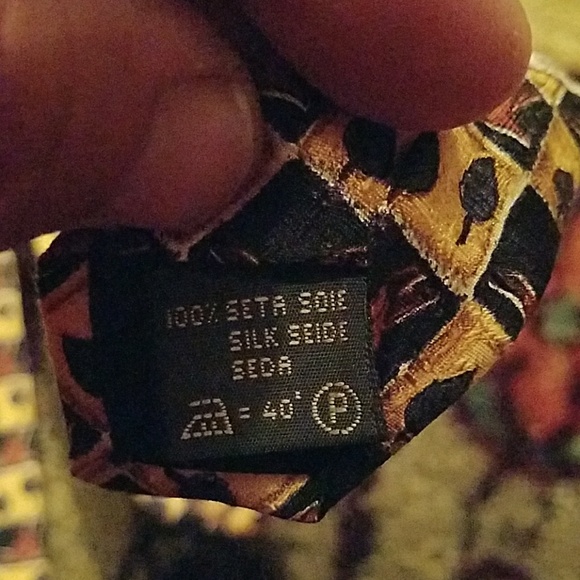 100% SETA SOIE
SILK SEIDE
SEDA
= 40° P